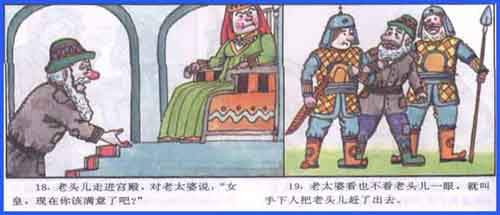 18．老头儿走进宫殿，对老太婆说，“女
皇，现在你该满意了吧？”
19．老太婆看也不看老头儿一眼，就叫
手下人把老头儿赶了出去。